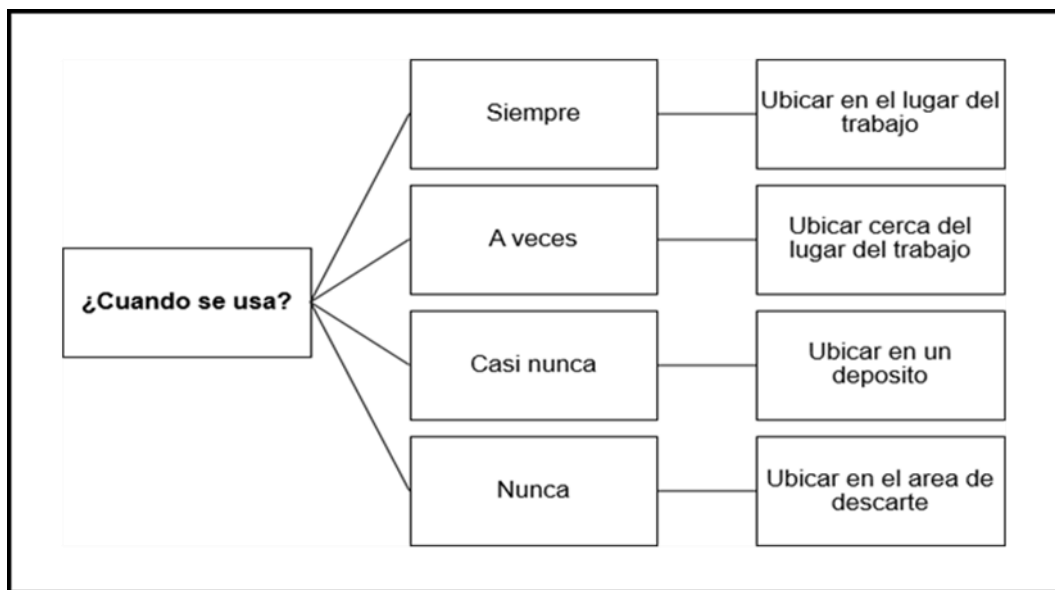 Siempre
Ubicar en el lugar del
trabajo
A veces
Ubicar cerca del
lugar del trabajo
¿Cuando se usa?
Casi nunca
Ubicar en un
deposito
Nunca
Ubicar en el area de
descarte